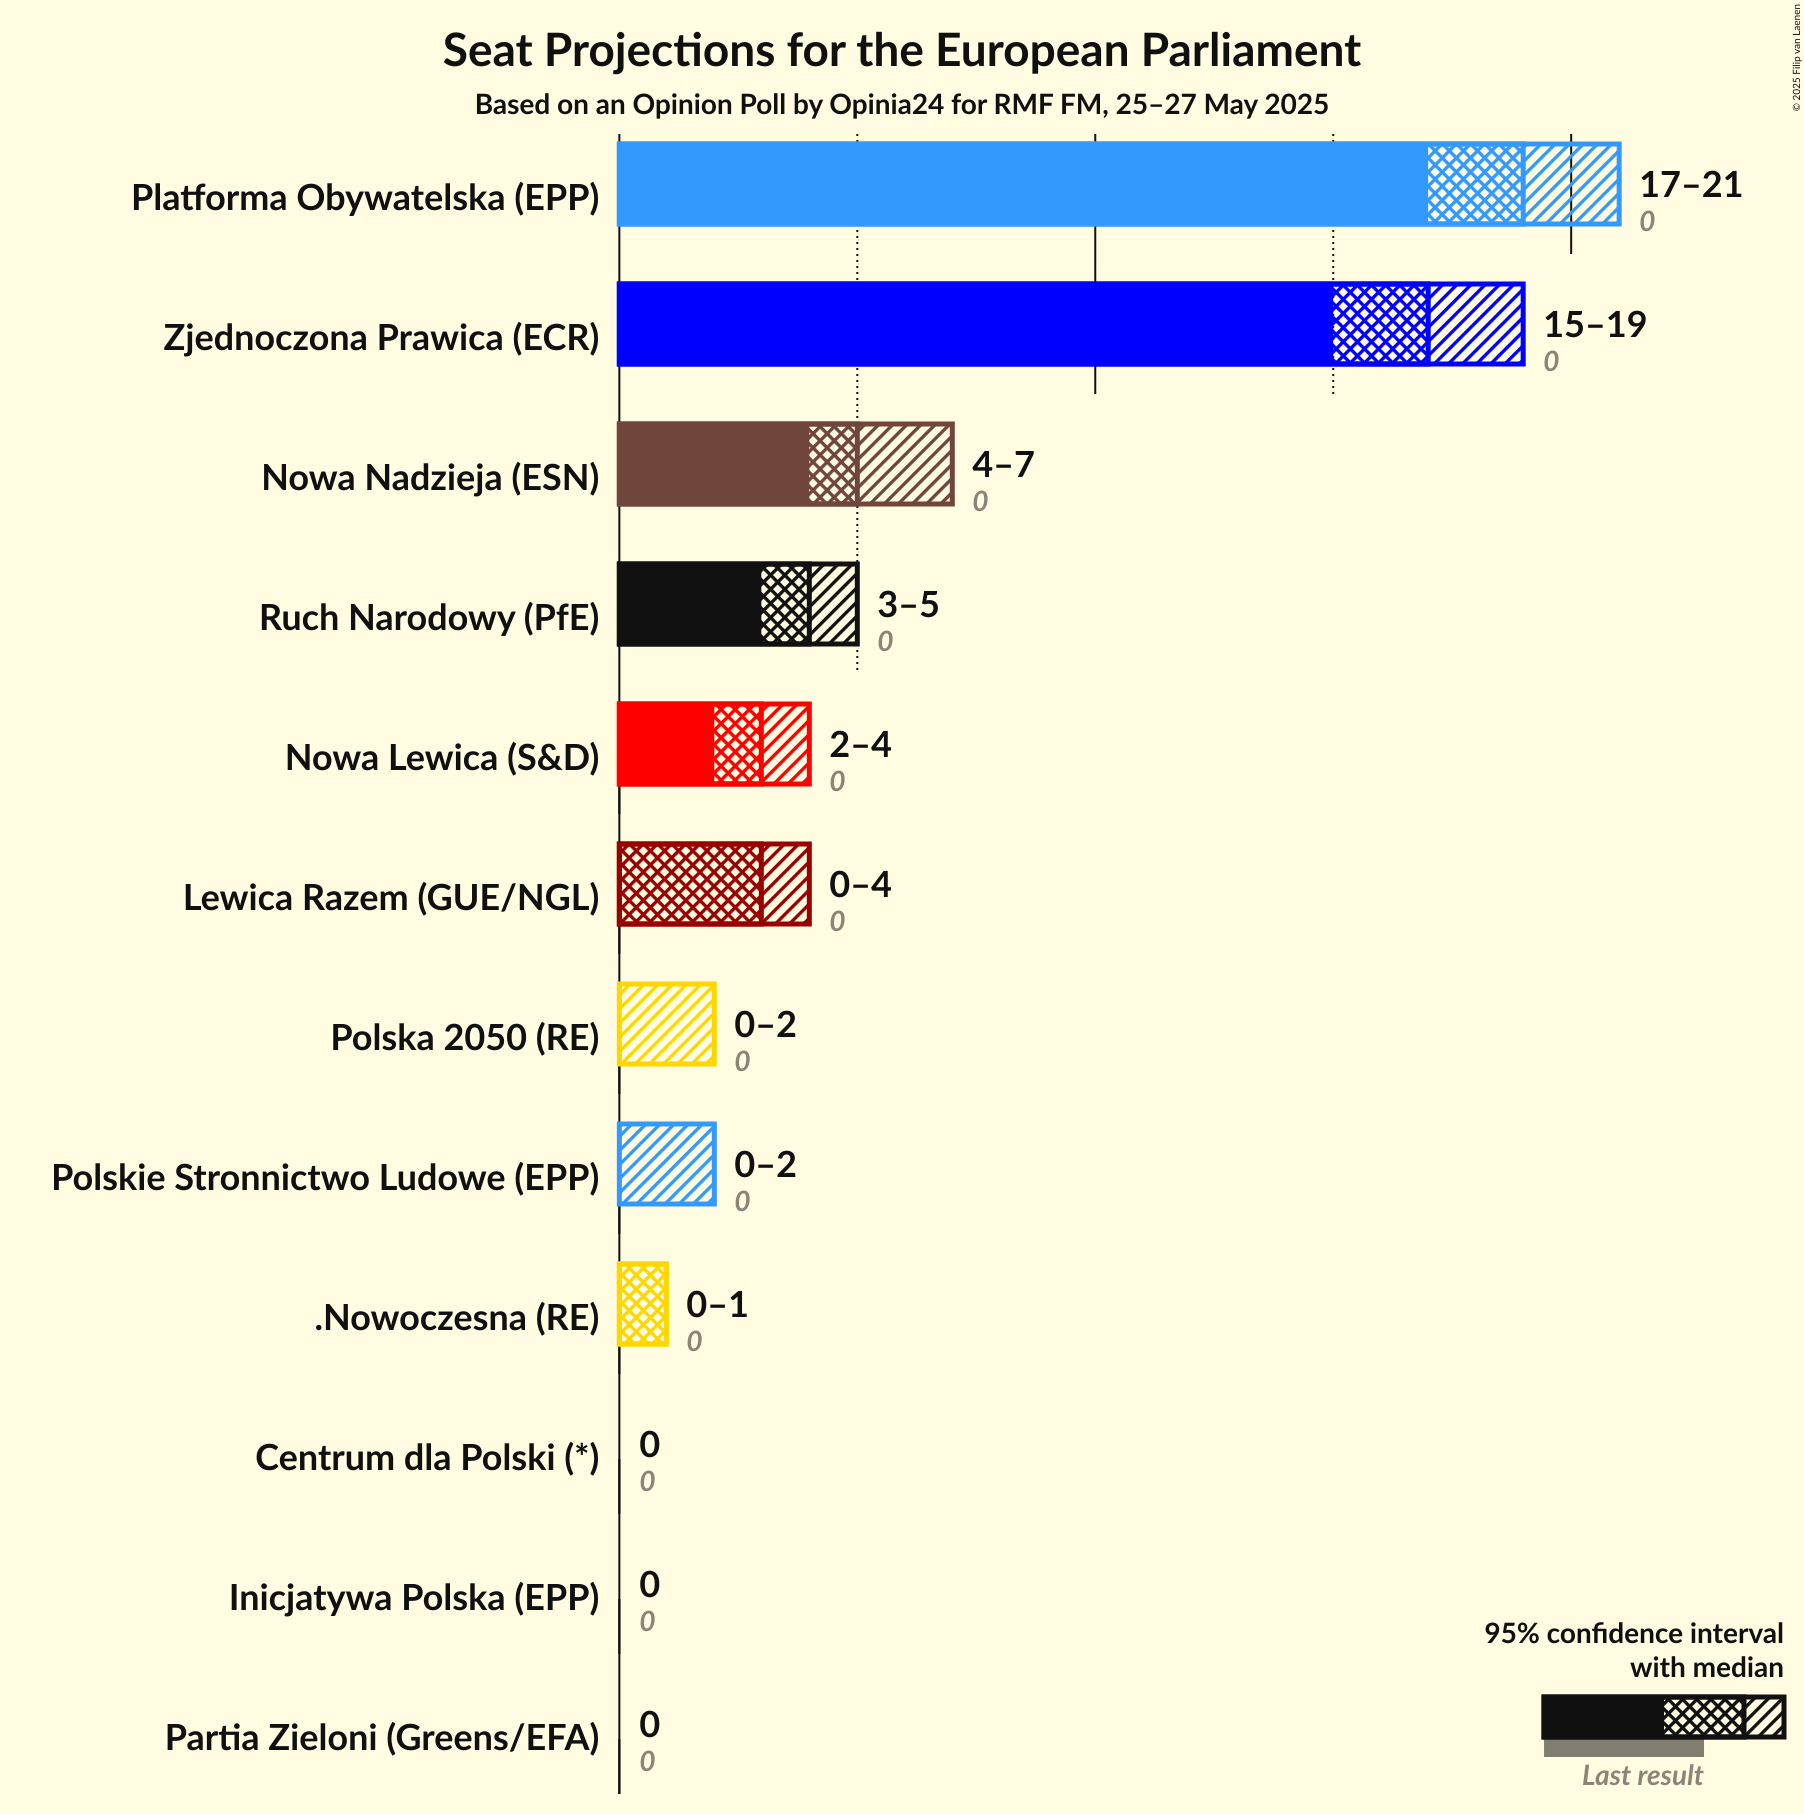 Seat Projections for the European Parliament
Based on an Opinion Poll by Opinia24 for RMF FM, 25–27 May 2025
© 2025 Filip van Laenen
Platforma Obywatelska (EPP)
17–21
0
Zjednoczona Prawica (ECR)
15–19
0
Nowa Nadzieja (ESN)
4–7
0
Ruch Narodowy (PfE)
3–5
0
Nowa Lewica (S&D)
2–4
0
Lewica Razem (GUE/NGL)
0–4
0
Polska 2050 (RE)
0–2
0
Polskie Stronnictwo Ludowe (EPP)
0–2
0
.Nowoczesna (RE)
0–1
0
Centrum dla Polski (*)
0
0
Inicjatywa Polska (EPP)
0
0
Partia Zieloni (Greens/EFA)
0
0
95% confidence interval
with median
Last result